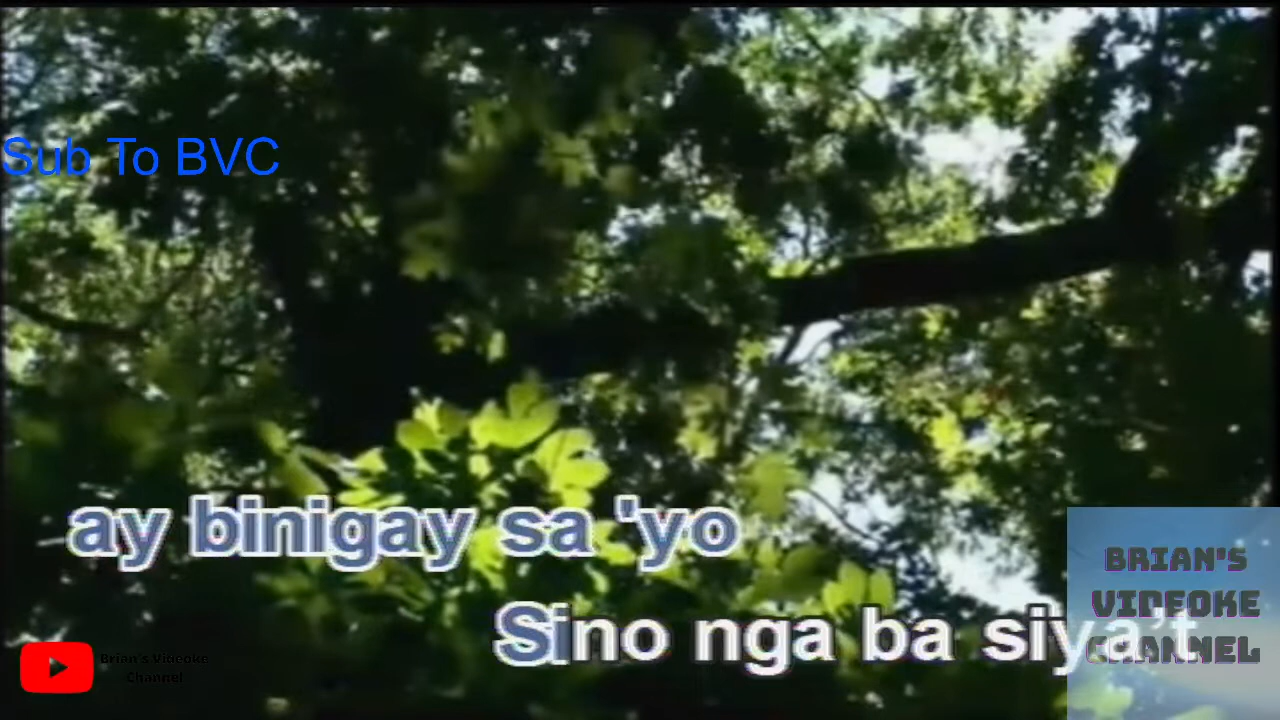 Sub To BVC
ay binigay sa 'yo
Sino nga ba siya't
BRIAN'S
VIDEOKE
CHANNEL
Brian's Videoke
Channel